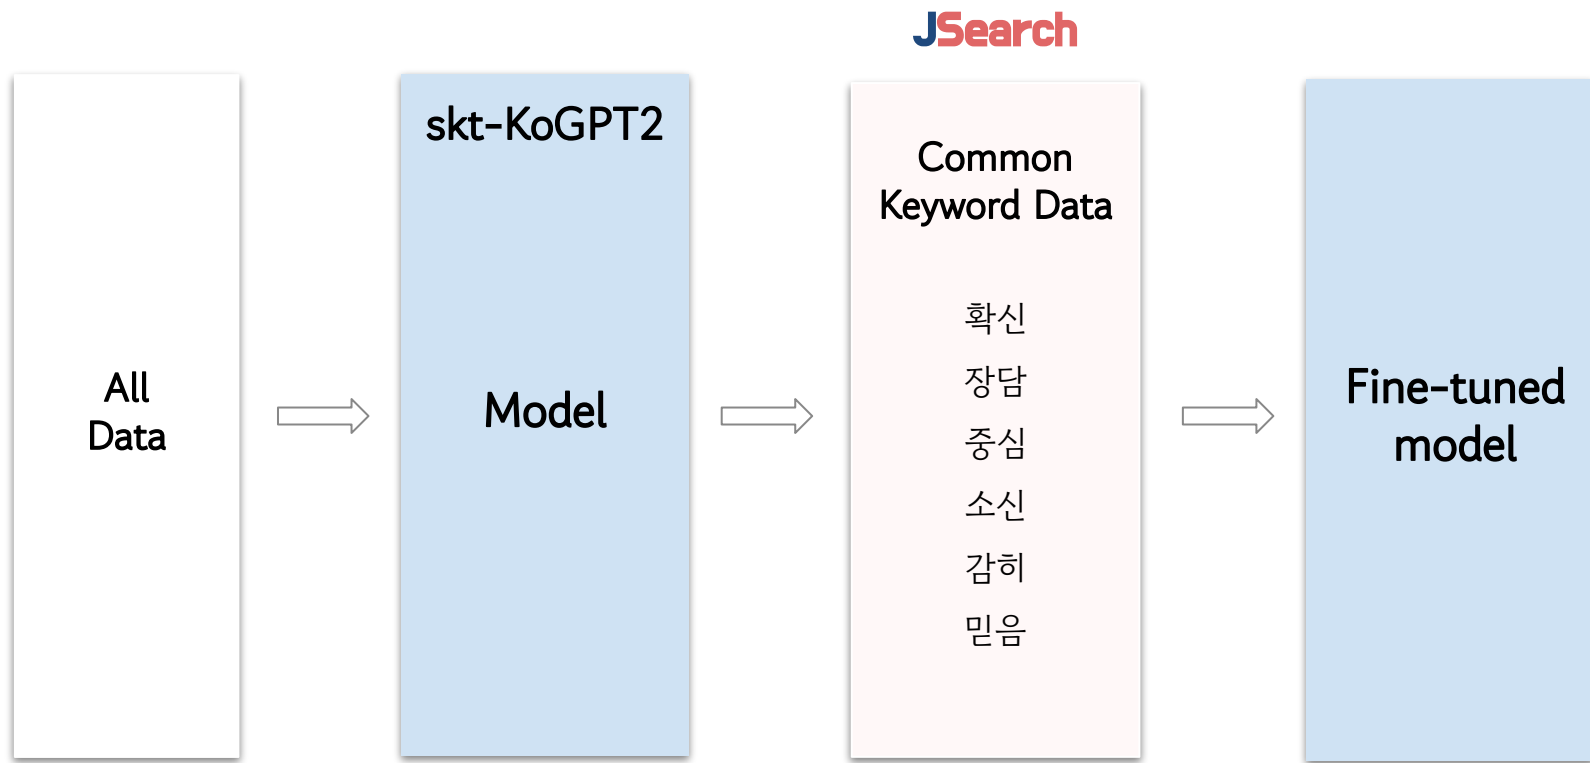 JSearch
All
Data
skt-KoGPT2
Model
Common
Keyword Data
확신
장담
중심
소신
감히
믿음
Fine-tuned
model